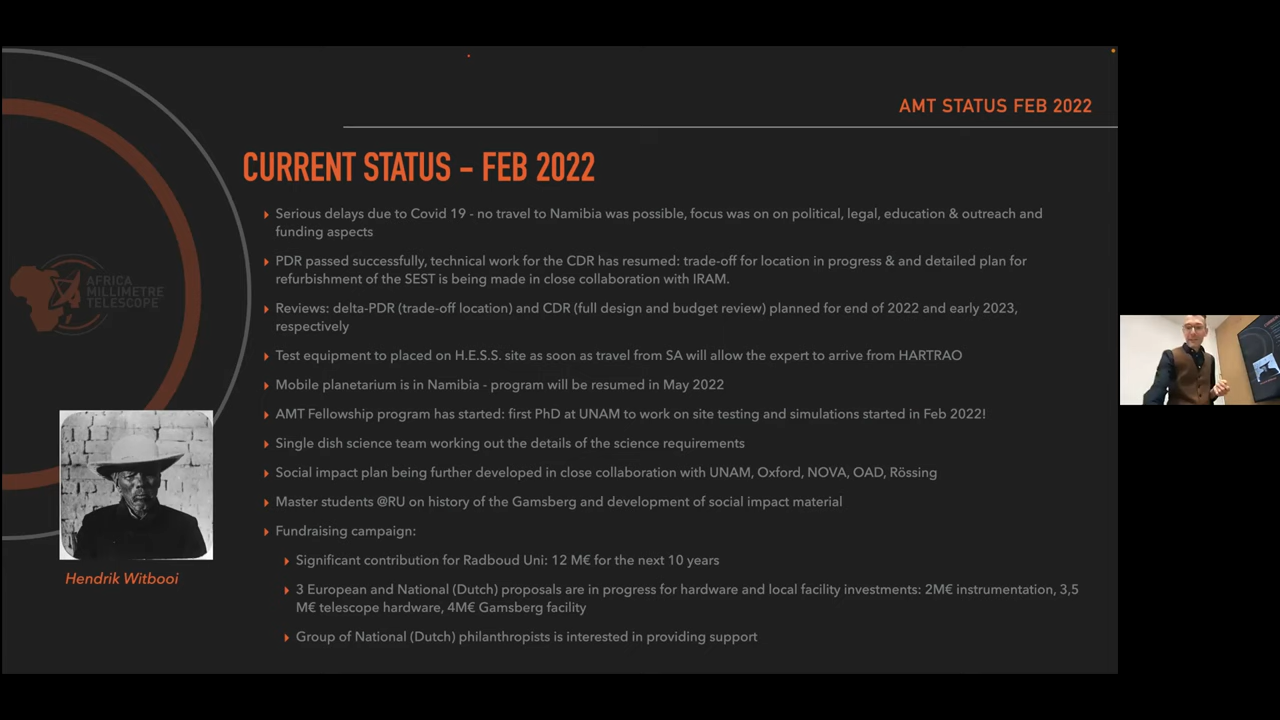 AMT STATUS FEB 2022
CURRENT STATUS – FEB 2022
Serious delays due to Covid 19 - no travel to Namibia was possible, focus was on on political, legal, education & outreach and
funding aspects
PDR passed successfully, technical work for the CDR has resumed: trade-off for location in progress & and detailed plan for
refurbishment of the SEST is being made in close collaboration with IRAM.
Reviews: delta-PDR (trade-off location) and CDR (full design and budget review) planned for end of 2022 and early 2023,
respectively
Test equipment to placed on H.E.S.S. site as soon as travel from SA will allow the expert to arrive from HARTRAO
Mobile planetarium is in Namibia - program will be resumed in May 2022
AMT Fellowship program has started: first PhD at UNAM to work on site testing and simulations started in Feb 2022!
Single dish science team working out the details of the science requirements
Social impact plan being further developed in close collaboration with UNAM, Oxford, NOVA, OAD, Rössing
Master students @RU on history of the Gamsberg and development of social impact material
Fundraising campaign:
Significant contribution for Radboud Uni: 12 M€ for the next 10 years
3 European and National (Dutch) proposals are in progress for hardware and local facility investments: 2M€ instrumentation, 3,5
M€ telescope hardware, 4M€ Gamsberg facility
Group of National (Dutch) philanthropists is interested in providing support
AFRICA
MILLIMETRE
TELESCOPE
Hendrik Witbooi